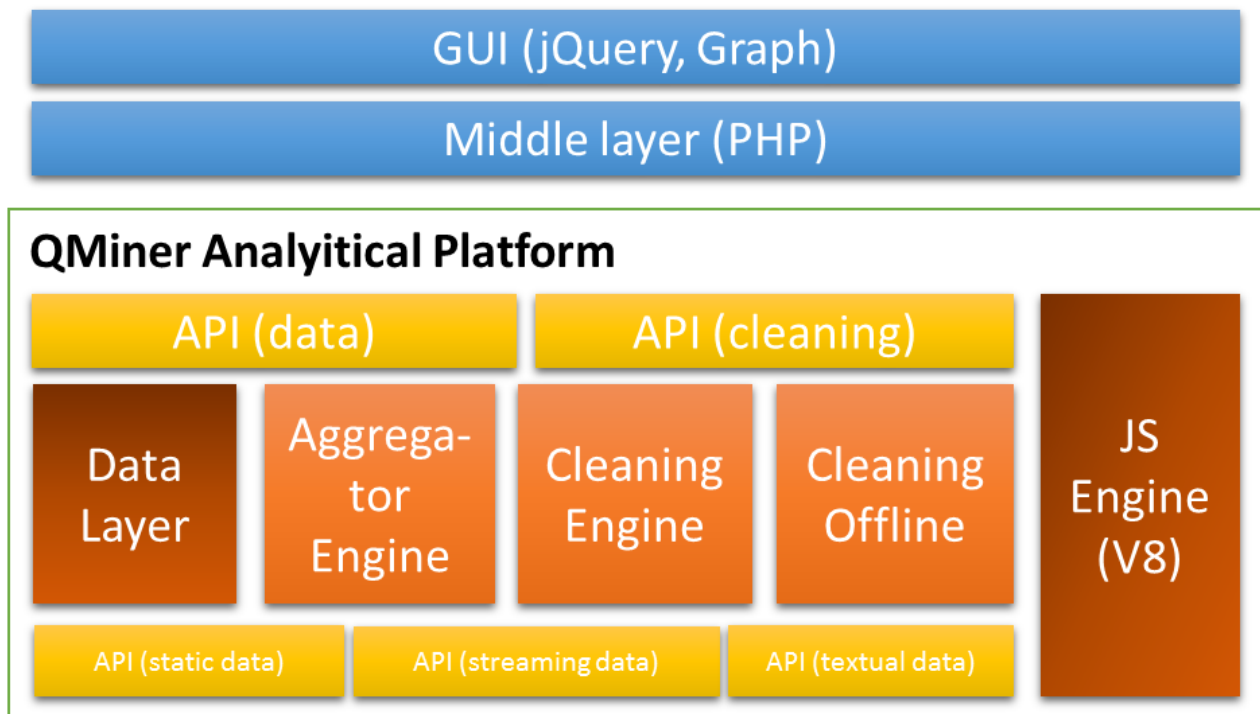 GUI (jQuery, Graph)
Middle layer (PHP)
QMiner Analyitical Platform
API (data)
API (cleaning)
Data
Layer
Aggrega-
tor
Engine
Cleaning
Engine
Cleaning
Offline
JS
Engine
(V8)
API (static data)
API (streaming data)
API (textual data)